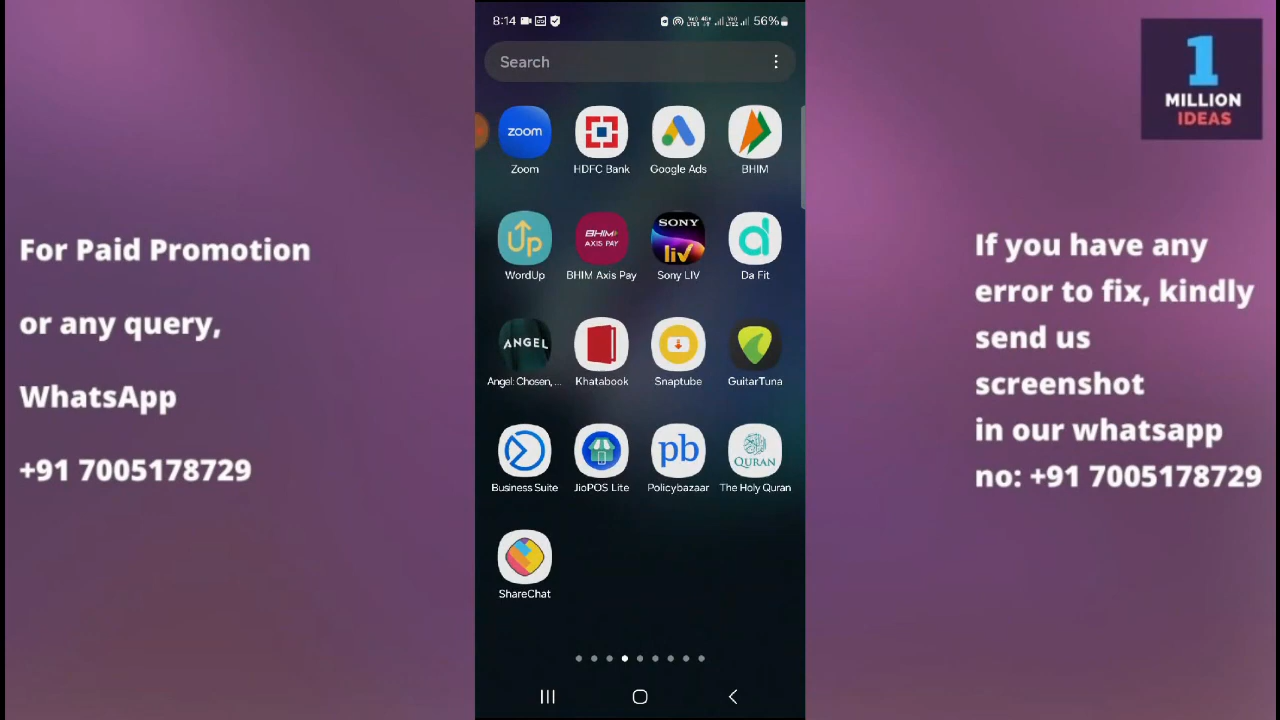 For Paid Promotion
or any query,
WhatsApp
+91 7005178729
8:14
56%
Search
zoom
Zoom
HDFC Bank
Google Ads
BHIM
Up
WordUp
BHIM
AXIS PAY
BHIM Axis Pay
SONY
liv
Sony LIV
d
Da Fit
ANGEL
Angel: Chosen, ...
Khatabook
Snaptube
GuitarTuna
Business Suite
JioPOS Lite
pb
Policybazaar
QURAN
The Holy Quran
ShareChat
1
MILLION
IDEAS
If you have any
error to fix, kindly
send us
screenshot
in our whatsapp
no: +91 7005178729